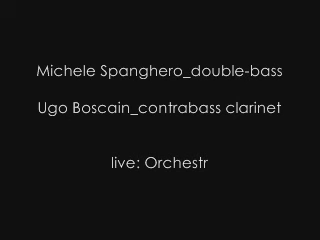 Michele Spanghero_double-bass
Ugo Boscain_contrabass clarinet
live: Orchestr